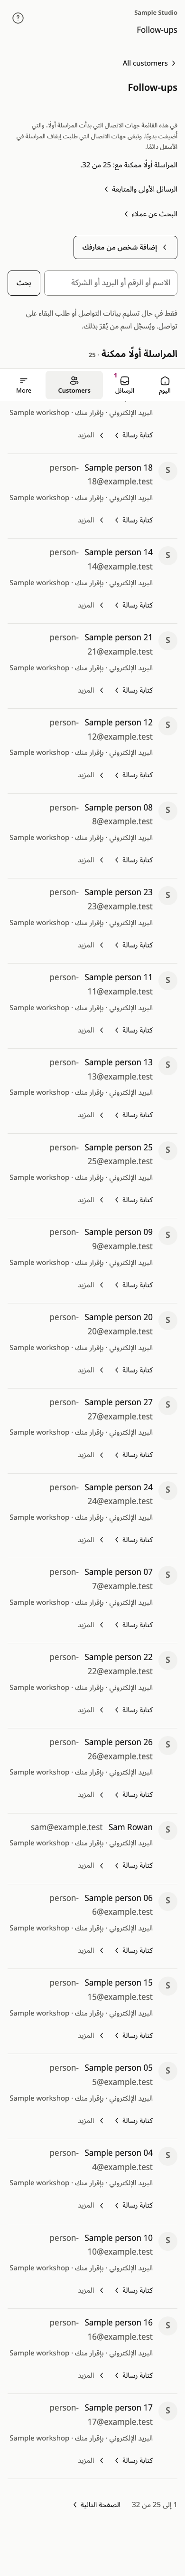 Sample Studio
Follow-ups
?
All customers
Follow-ups
في هذه القائمة جهات الاتصال التي بدأت المراسلة أولًا، والتي
أُضيفت يدويًا. وتبقى جهات الاتصال التي طلبت إيقاف المراسلة في
الأرشيف دائمًا.
المراسلة أولًا ممكنة مع: 25 من 32.
الرسائل الأولى والمتابعة
البحث عن عملاء
إضافة شخص من معارفك
الاسم أو الرقم أو البريد أو الشركة
بحث
فقط في حال تسليم بيانات التواصل أو طلب الرد على
تواصل. ويُسجَّل اسم من يُقرّ بذلك.
المراسلة أولًا ممكنة · 25
اليوم
الرسائل
1
Customers
More
البريد الإلكتروني · بإقرار منك · Sample workshop
كتابة رسالة
المزيد
S
Sample person 18 person-
18@example.test
البريد الإلكتروني · بإقرار منك · Sample workshop
كتابة رسالة
المزيد
S
Sample person 14 person-
14@example.test
البريد الإلكتروني · بإقرار منك · Sample workshop
كتابة رسالة
المزيد
S
Sample person 21 person-
21@example.test
البريد الإلكتروني · بإقرار منك · Sample workshop
كتابة رسالة
المزيد
S
Sample person 12 person-
12@example.test
البريد الإلكتروني · بإقرار منك · Sample workshop
كتابة رسالة
المزيد
S
Sample person 08 person-
8@example.test
البريد الإلكتروني · بإقرار منك · Sample workshop
كتابة رسالة
المزيد
S
Sample person 23 person-
23@example.test
البريد الإلكتروني · بإقرار منك · Sample workshop
كتابة رسالة
المزيد
S
Sample person 11 person-
11@example.test
البريد الإلكتروني · بإقرار منك · Sample workshop
كتابة رسالة
المزيد
S
Sample person 13 person-
13@example.test
البريد الإلكتروني · بإقرار منك · Sample workshop
كتابة رسالة
المزيد
S
Sample person 25 person-
25@example.test
البريد الإلكتروني · بإقرار منك · Sample workshop
كتابة رسالة
المزيد
S
Sample person 09 person-
9@example.test
البريد الإلكتروني · بإقرار منك · Sample workshop
كتابة رسالة
المزيد
S
Sample person 20 person-
20@example.test
البريد الإلكتروني · بإقرار منك · Sample workshop
كتابة رسالة
المزيد
S
Sample person 27 person-
27@example.test
البريد الإلكتروني · بإقرار منك · Sample workshop
كتابة رسالة
المزيد
S
Sample person 24 person-
24@example.test
البريد الإلكتروني · بإقرار منك · Sample workshop
كتابة رسالة
المزيد
S
Sample person 07 person-
7@example.test
البريد الإلكتروني · بإقرار منك · Sample workshop
كتابة رسالة
المزيد
S
Sample person 22 person-
22@example.test
البريد الإلكتروني · بإقرار منك · Sample workshop
كتابة رسالة
المزيد
S
Sample person 26 person-
26@example.test
البريد الإلكتروني · بإقرار منك · Sample workshop
كتابة رسالة
المزيد
S
Sam Rowan sam@example.test
البريد الإلكتروني · بإقرار منك · Sample workshop
كتابة رسالة
المزيد
S
Sample person 06 person-
6@example.test
البريد الإلكتروني · بإقرار منك · Sample workshop
كتابة رسالة
المزيد
S
Sample person 15 person-
15@example.test
البريد الإلكتروني · بإقرار منك · Sample workshop
كتابة رسالة
المزيد
S
Sample person 05 person-
5@example.test
البريد الإلكتروني · بإقرار منك · Sample workshop
كتابة رسالة
المزيد
S
Sample person 04 person-
4@example.test
البريد الإلكتروني · بإقرار منك · Sample workshop
كتابة رسالة
المزيد
S
Sample person 10 person-
10@example.test
البريد الإلكتروني · بإقرار منك · Sample workshop
كتابة رسالة
المزيد
S
Sample person 16 person-
16@example.test
البريد الإلكتروني · بإقرار منك · Sample workshop
كتابة رسالة
المزيد
S
Sample person 17 person-
17@example.test
البريد الإلكتروني · بإقرار منك · Sample workshop
كتابة رسالة
المزيد
1 إلى 25 من 32
الصفحة التالية